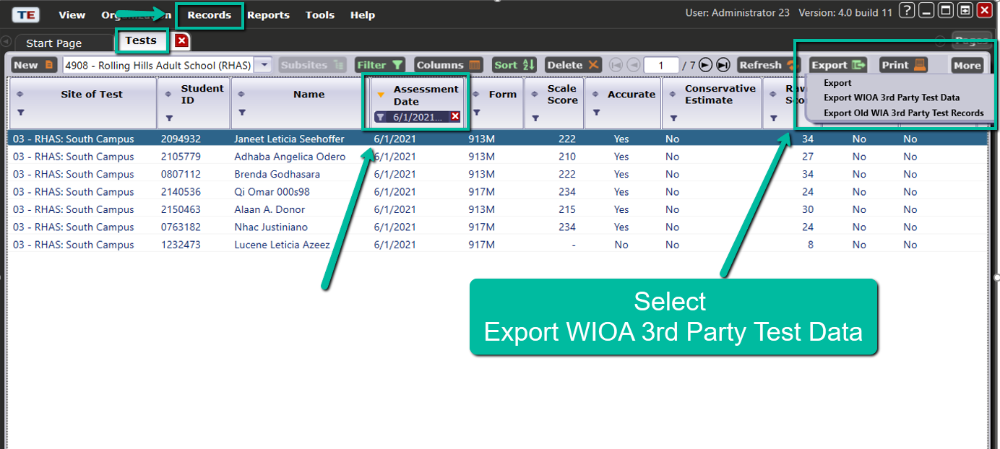 TE View Records Reports Tools Help User: Administrator 23 Version: 4.0 build 11
Start Page Tests Pages
New 4908 - Rolling Hills Adult School (RHAS) Subsites Filter Columns Sort Delete 1 / 7 Refresh Export Print More
Export
Export WIOA 3rd Party Test Data
Export Old WIA 3rd Party Test Records
Site of Test Student ID Name Assessment Date Form Scale Score Accurate Conservative Estimate
6/1/2021...
03 - RHAS: South Campus 2094932 Janeet Leticia Seehoffer 6/1/2021 913M 222 Yes No 34 No No
03 - RHAS: South Campus 2105779 Adhaba Angelica Odero 6/1/2021 913M 210 Yes No 27 No No
03 - RHAS: South Campus 0807112 Brenda Godhasara 6/1/2021 913M 222 Yes No 34 No No
03 - RHAS: South Campus 2140536 Qi Omar 000s98 6/1/2021 917M 234 Yes No 24 No No
03 - RHAS: South Campus 2150463 Alaan A. Donor 6/1/2021 913M 215 Yes No 30 No No
03 - RHAS: South Campus 0763182 Nhac Justiniano 6/1/2021 917M 234 Yes No 24 No No
03 - RHAS: South Campus 1232473 Lucene Leticia Azeez 6/1/2021 917M - No No 8 No No
Select
Export WIOA 3rd Party Test Data